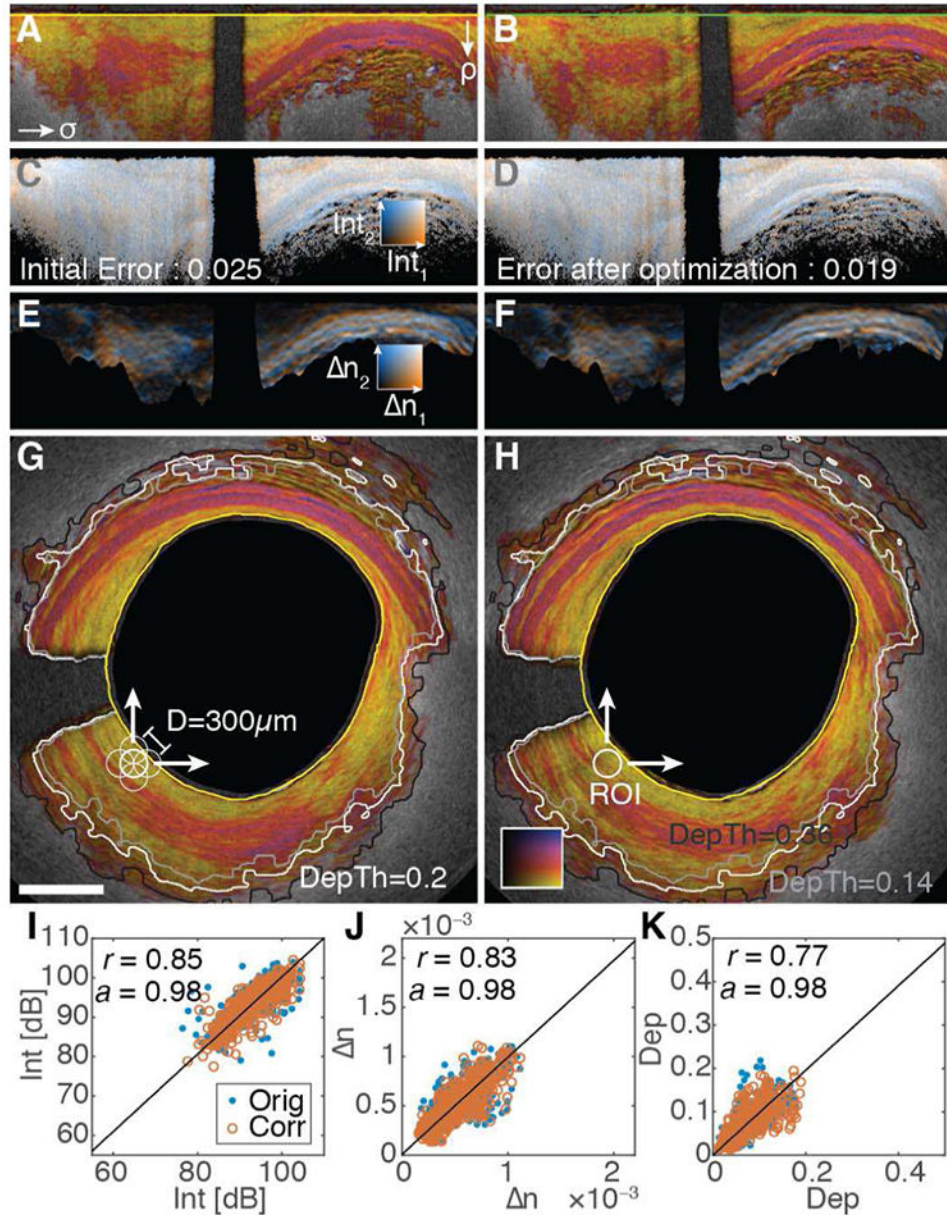 A
B
ρ
→ σ
C
D
Int₂
Int₁
Initial Error : 0.025
Error after optimization : 0.019
E
F
Δn₂
Δn₁
G
H
D=300µm
ROI
DepTh=0.2
DepTh=0.36
DepTh=0.14
I
J
K
110
r = 0.85
a = 0.98
100
90
80
70
60
Int [dB]
Orig
Corr
60
80
100
Int [dB]
×10⁻³
2
r = 0.83
a = 0.98
1.5
1
0.5
0
Δn
0
1
2
Δn
×10⁻³
0.5
r = 0.77
a = 0.98
0.4
0.3
0.2
0.1
0
Dep
0
0.2
0.4
Dep